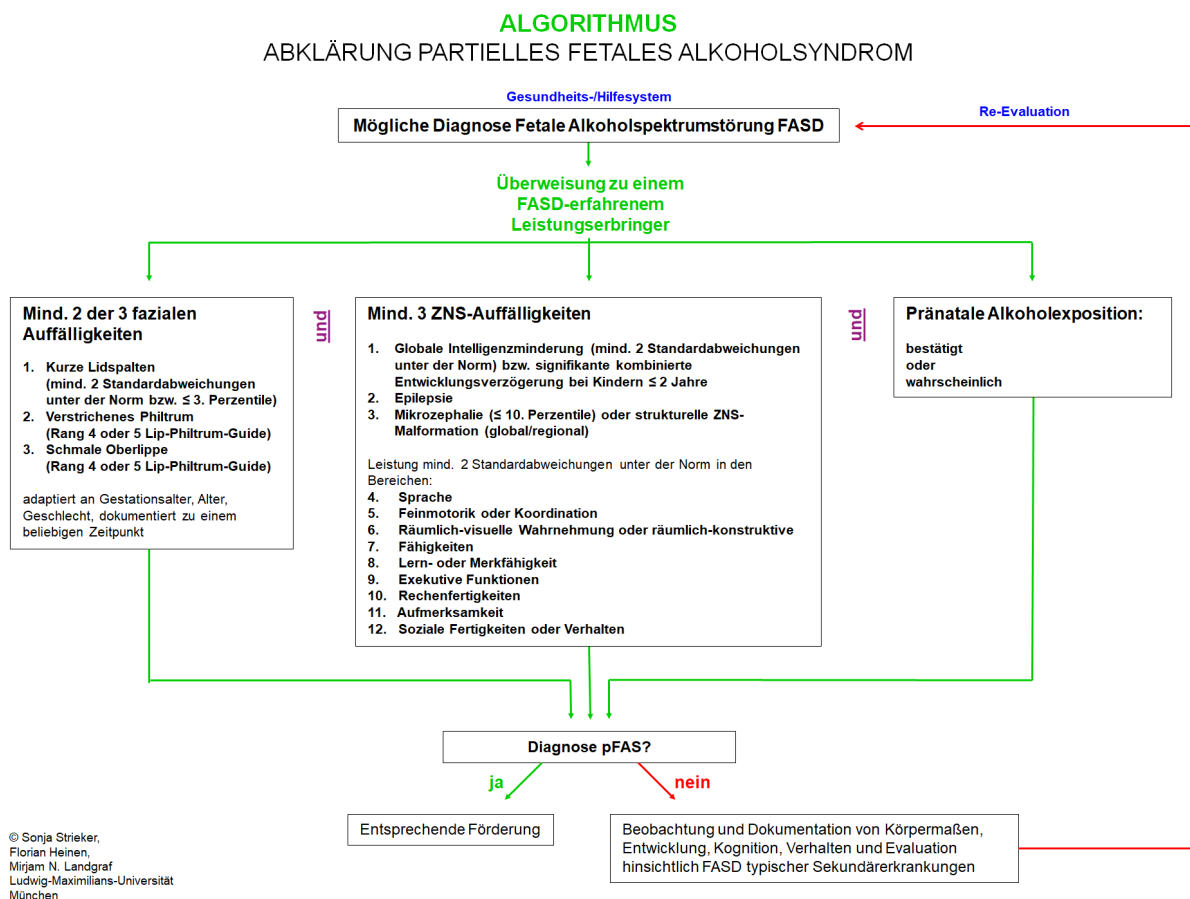 ALGORITHMUS
ABKLÄRUNG PARTIELLES FETALES ALKOHOLSYNDROM
Gesundheits-/Hilfesystem
Mögliche Diagnose Fetale Alkoholspektrumstörung FASD
Re-Evaluation
Überweisung zu einem
FASD-erfahrenem
Leistungserbringer
Mind. 2 der 3 fazialen
Auffälligkeiten
1. Kurze Lidspalten
(mind. 2 Standardabweichungen
unter der Norm bzw. ≤ 3. Perzentile)
2. Verstrichenes Philtrum
(Rang 4 oder 5 Lip-Philtrum-Guide)
3. Schmale Oberlippe
(Rang 4 oder 5 Lip-Philtrum-Guide)
adaptiert an Gestationsalter, Alter,
Geschlecht, dokumentiert zu einem
beliebigen Zeitpunkt
und
Mind. 3 ZNS-Auffälligkeiten
1. Globale Intelligenzminderung (mind. 2 Standardabweichungen
unter der Norm) bzw. signifikante kombinierte
Entwicklungsverzögerung bei Kindern ≤ 2 Jahre
2. Epilepsie
3. Mikrozephalie (≤ 10. Perzentile) oder strukturelle ZNS-
Malformation (global/regional)
Leistung mind. 2 Standardabweichungen unter der Norm in den
Bereichen:
4. Sprache
5. Feinmotorik oder Koordination
6. Räumlich-visuelle Wahrnehmung oder räumlich-konstruktive
7. Fähigkeiten
8. Lern- oder Merkfähigkeit
9. Exekutive Funktionen
10. Rechenfertigkeiten
11. Aufmerksamkeit
12. Soziale Fertigkeiten oder Verhalten
und
Pränatale Alkoholexposition:
bestätigt
oder
wahrscheinlich
Diagnose pFAS?
ja
nein
Entsprechende Förderung
Beobachtung und Dokumentation von Körpermaßen,
Entwicklung, Kognition, Verhalten und Evaluation
hinsichtlich FASD typischer Sekundärerkrankungen
© Sonja Strieker,
Florian Heinen,
Mirjam N. Landgraf
Ludwig-Maximilians-Universität
München